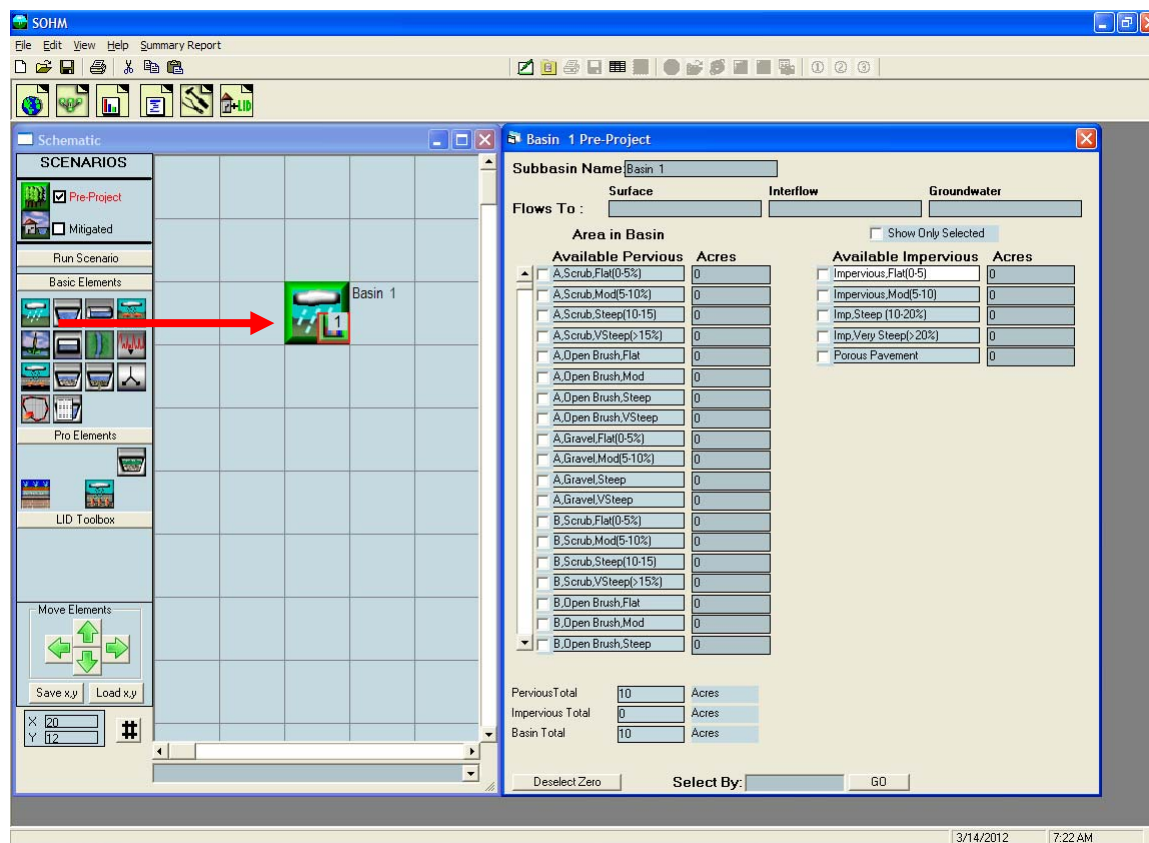 SOHM
File Edit View Help Summary Report
Schematic
SCENARIOS
Pre-Project
Mitigated
Run Scenario
Basic Elements
Pro Elements
LID Toolbox
Move Elements
Save x,y Load x,y
X 20
Y 12
#
Basin 1
1
+LID
1 2 3
Basin 1 Pre-Project
Subbasin Name: Basin 1
Surface Interflow Groundwater
Flows To :
Area in Basin Show Only Selected
Available Pervious Acres Available Impervious Acres
A,Scrub,Flat(0-5%) 0 Impervious,Flat(0-5) 0
A,Scrub,Mod(5-10%) 0 Impervious,Mod(5-10) 0
A,Scrub,Steep(10-15) 0 Imp,Steep (10-20%) 0
A,Scrub,VSteep(>15%) 0 Imp,Very Steep(>20%) 0
A,Open Brush,Flat 0 Porous Pavement 0
A,Open Brush,Mod 0
A,Open Brush,Steep 0
A,Open Brush,VSteep 0
A,Gravel,Flat(0-5%) 0
A,Gravel,Mod(5-10%) 0
A,Gravel,Steep 0
A,Gravel,VSteep 0
B,Scrub,Flat(0-5%) 0
B,Scrub,Mod(5-10%) 0
B,Scrub,Steep(10-15) 0
B,Scrub,VSteep(>15%) 0
B,Open Brush,Flat 0
B,Open Brush,Mod 0
B,Open Brush,Steep 0
PerviousTotal 10 Acres
Impervious Total 0 Acres
Basin Total 10 Acres
Deselect Zero Select By: GO
3/14/2012 7:22 AM